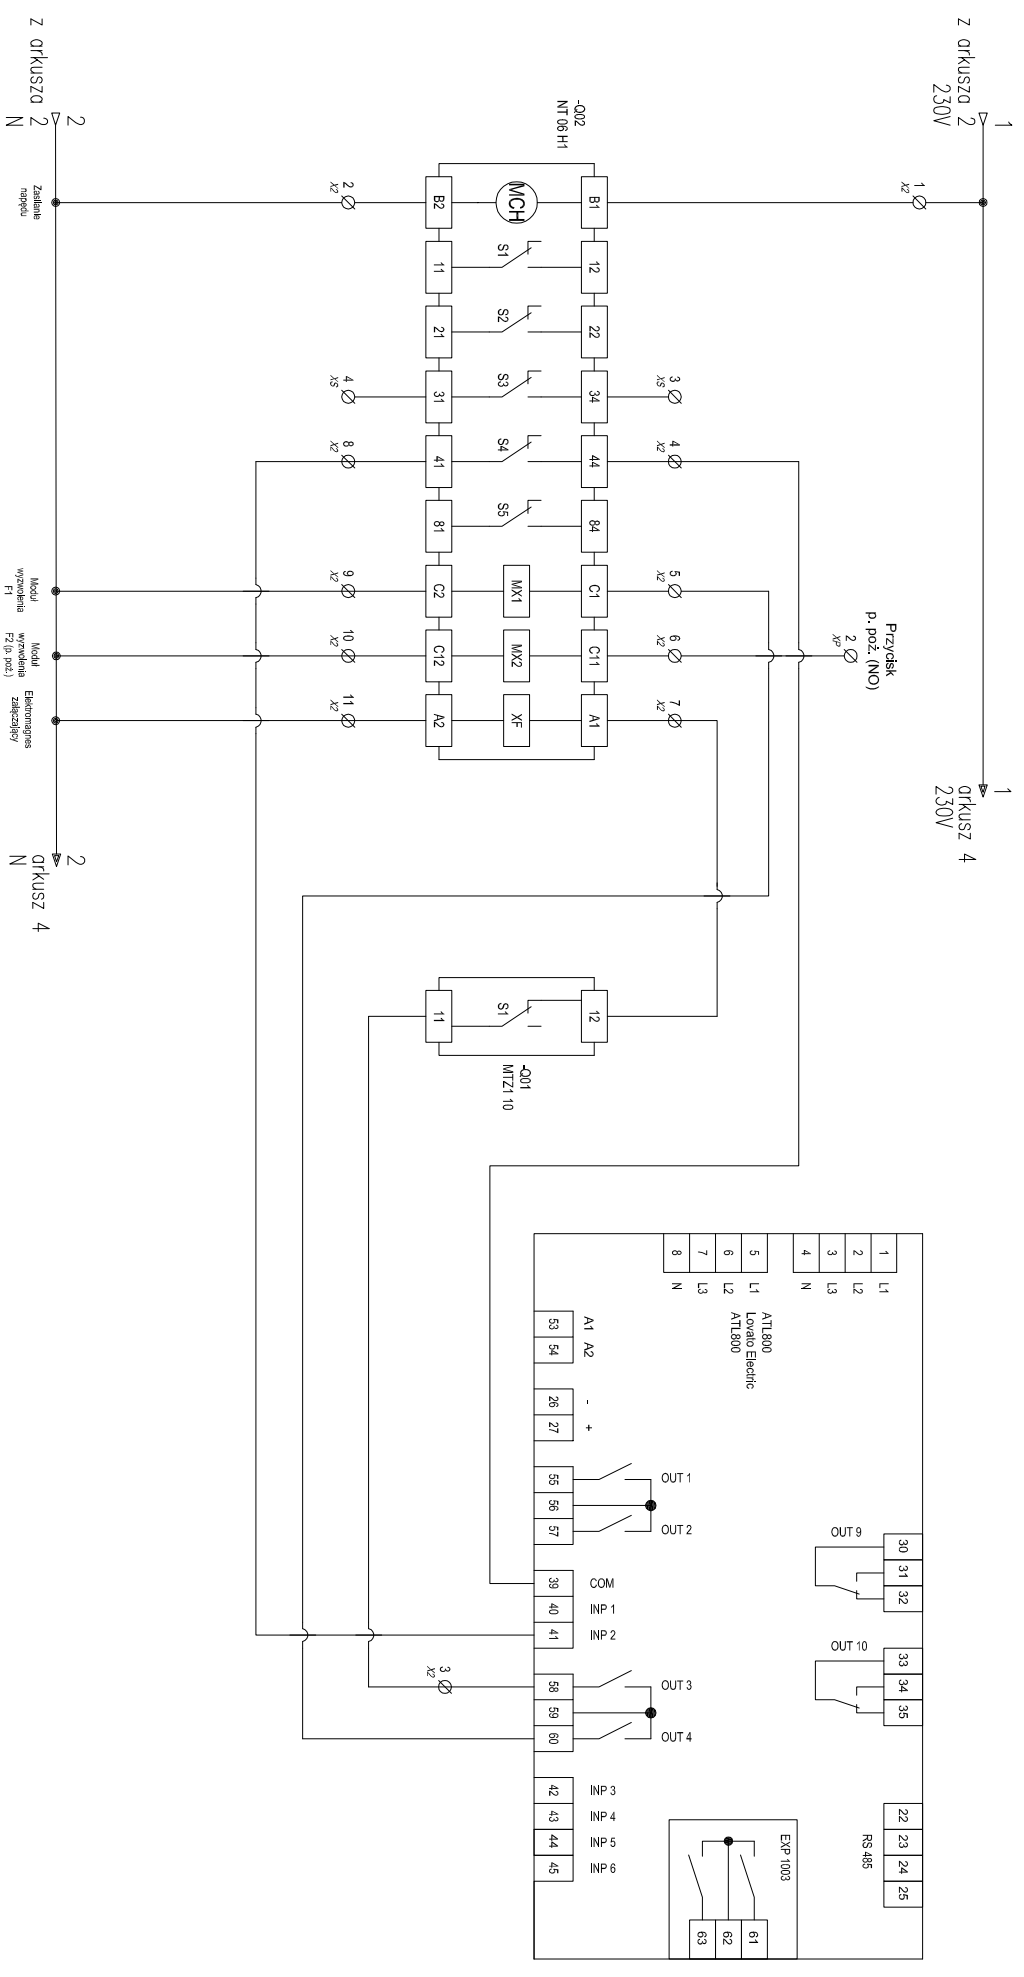 1
z arkusza 2
230V
1
arkusz 4
230V
1
X2
Przycisk
p. poż. (NO)
2
XP
3
XS
4
X2
5
X2
6
X2
7
X2
-Q02
NT 06 H1
B1
12
22
34
44
84
C1
C11
A1
MCH
S1
S2
S3
S4
S5
MX1
MX2
XF
B2
11
21
31
41
81
C2
C12
A2
2
X2
4
XS
8
X2
9
X2
10
X2
11
X2
12
S1
11
-Q01
MTZ1 10
2
z arkusza 2
N
Zasilanie
napędu
Moduł
wyzwolenia
F1
Moduł
wyzwolenia
F2 (p. poż.)
Elektromagnes
załączający
2
arkusz 4
N
1 L1
2 L2
3 L3
4 N
5 L1
6 L2
7 L3
8 N
ATL800
Lovato Electric
ATL800
30 31 32
OUT 9
33 34 35
OUT 10
22 23 24 25
RS 485
EXP 1003
61
62
63
A1 A2
53 54
- +
26 27
OUT 1
OUT 2
55 56 57
COM
INP 1
INP 2
39 40 41
OUT 3
OUT 4
58 59 60
3
X2
INP 3
INP 4
INP 5
INP 6
42 43 44 45